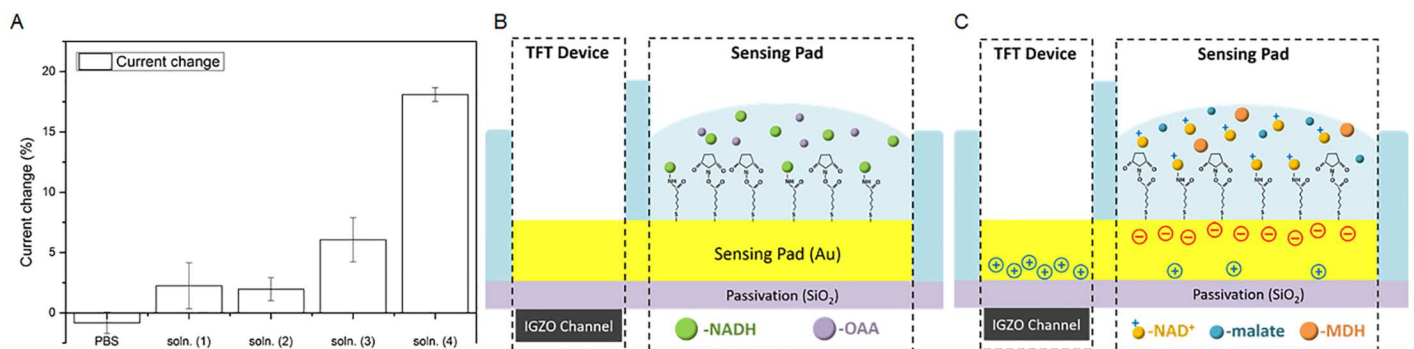 A
Current change (%)
20
15
10
5
0
Current change
PBS
soln. (1)
soln. (2)
soln. (3)
soln. (4)
B
TFT Device
Sensing Pad
NH
O
N
O
O
O
S
Sensing Pad (Au)
Passivation (SiO₂)
IGZO Channel
-NADH
-OAA
C
TFT Device
Sensing Pad
+
NH
O
N
O
O
O
S
−
+
Passivation (SiO₂)
IGZO Channel
+
-NAD⁺
-malate
-MDH